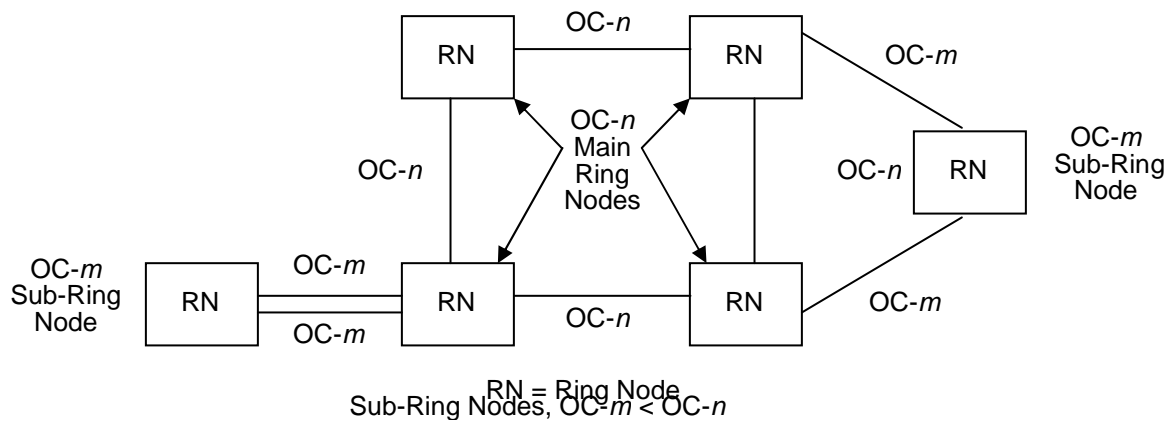 OC-n
RN
RN
OC-m
OC-n
Main
Ring
Nodes
OC-n
OC-n
RN
OC-m
Sub-Ring
Node
OC-m
Sub-Ring
Node
RN
OC-m
OC-m
RN
OC-n
RN
OC-m
RN = Ring Node
Sub-Ring Nodes, OC-m < OC-n